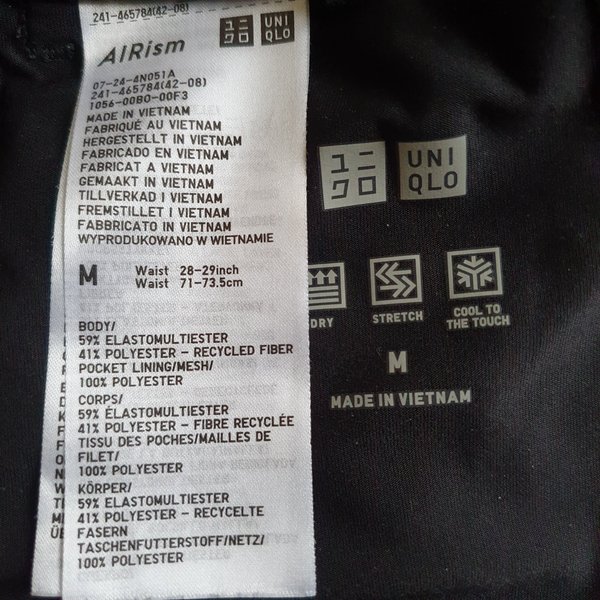 241-465784(42-08)
AIRism
ユニクロ
UNIQLO
07-24-4N051A
241-465784(42-08)
1056-00B0-00F3
MADE IN VIETNAM
FABRIQUÉ AU VIETNAM
HERGESTELLT IN VIETNAM
FABRICADO EN VIETNAM
FABRICAT A VIETNAM
GEMAAKT IN VIETNAM
TILLVERKAD I VIETNAM
FREMSTILLET I VIETNAM
FABBRICATO IN VIETNAM
WYPRODUKOWANO W WIETNAMIE
M Waist 28-29inch
Waist 71-73.5cm
BODY/
59% ELASTOMULTIESTER
41% POLYESTER - RECYCLED FIBER
POCKET LINING/MESH/
100% POLYESTER
CORPS/
59% ÉLASTOMULTIESTER
41% POLYESTER - FIBRE RECYCLÉE
TISSU DES POCHES/MAILLES DE
FILET/
100% POLYESTER
KÖRPER/
59% ELASTOMULTIESTER
41% POLYESTER - RECYCELTE
FASERN
TASCHENFUTTERSTOFF/NETZ/
100% POLYESTER
ユニ
クロ
UNI
QLO
DRY
STRETCH
COOL TO
THE TOUCH
M
MADE IN VIETNAM